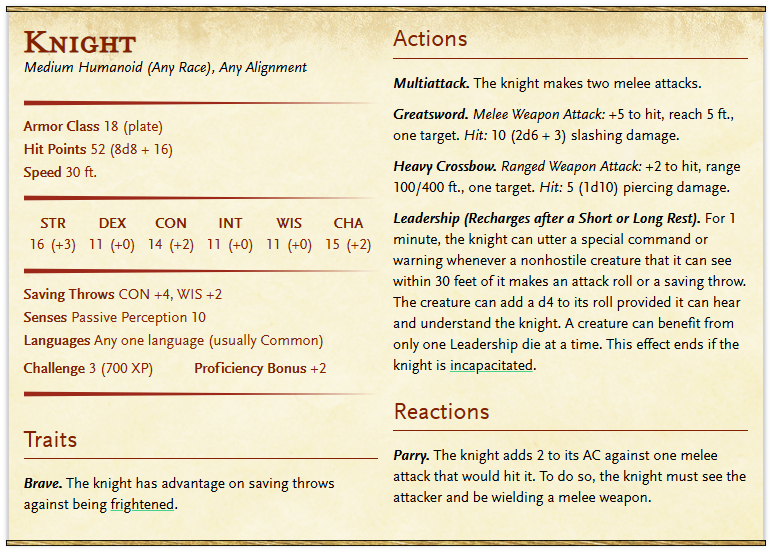 Knight
Medium Humanoid (Any Race), Any Alignment
Armor Class 18 (plate)
Hit Points 52 (8d8 + 16)
Speed 30 ft.
STR DEX CON INT WIS CHA
16 (+3) 11 (+0) 14 (+2) 11 (+0) 11 (+0) 15 (+2)
Saving Throws CON +4, WIS +2
Senses Passive Perception 10
Languages Any one language (usually Common)
Challenge 3 (700 XP) Proficiency Bonus +2
Traits
Brave. The knight has advantage on saving throws
against being frightened.
Actions
Multiattack. The knight makes two melee attacks.
Greatsword. Melee Weapon Attack: +5 to hit, reach 5 ft.,
one target. Hit: 10 (2d6 + 3) slashing damage.
Heavy Crossbow. Ranged Weapon Attack: +2 to hit, range
100/400 ft., one target. Hit: 5 (1d10) piercing damage.
Leadership (Recharges after a Short or Long Rest). For 1
minute, the knight can utter a special command or
warning whenever a nonhostile creature that it can see
within 30 feet of it makes an attack roll or a saving throw.
The creature can add a d4 to its roll provided it can hear
and understand the knight. A creature can benefit from
only one Leadership die at a time. This effect ends if the
knight is incapacitated.
Reactions
Parry. The knight adds 2 to its AC against one melee
attack that would hit it. To do so, the knight must see the
attacker and be wielding a melee weapon.